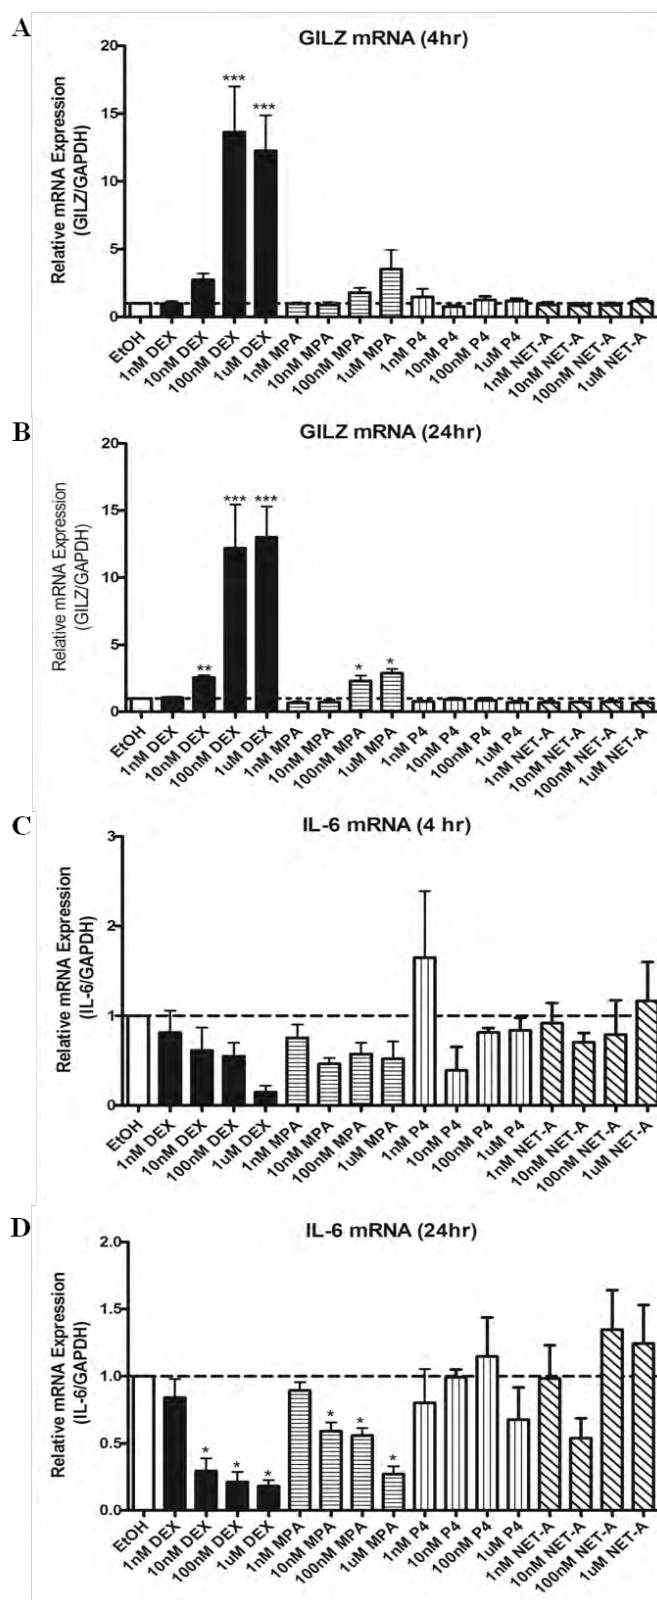 A
GILZ mRNA (4hr)
Relative mRNA Expression
(GILZ/GAPDH)
20
15
10
5
0
*** ***
EtOH 1nM DEX 10nM DEX 100nM DEX 1uM DEX 1nM MPA 10nM MPA 100nM MPA 1uM MPA 1nM P4 10nM P4 100nM P4 1uM P4 1nM NET-A 10nM NET-A 100nM NET-A 1uM NET-A
B
GILZ mRNA (24hr)
Relative mRNA Expression
(GILZ/GAPDH)
20
15
10
5
0
** *** *** * *
EtOH 1nM DEX 10nM DEX 100nM DEX 1uM DEX 1nM MPA 10nM MPA 100nM MPA 1uM MPA 1nM P4 10nM P4 100nM P4 1uM P4 1nM NET-A 10nM NET-A 100nM NET-A 1uM NET-A
C
IL-6 mRNA (4 hr)
Relative mRNA Expression
(IL-6/GAPDH)
3
2
1
0
EtOH 1nM DEX 10nM DEX 100nM DEX 1uM DEX 1nM MPA 10nM MPA 100nM MPA 1uM MPA 1nM P4 10nM P4 100nM P4 1uM P4 1nM NET-A 10nM NET-A 100nM NET-A 1uM NET-A
D
IL-6 mRNA (24hr)
Relative mRNA Expression
(IL-6/GAPDH)
2.0
1.5
1.0
0.5
0.0
* * * * * *
EtOH 1nM DEX 10nM DEX 100nM DEX 1uM DEX 1nM MPA 10nM MPA 100nM MPA 1uM MPA 1nM P4 10nM P4 100nM P4 1uM P4 1nM NET-A 10nM NET-A 100nM NET-A 1uM NET-A